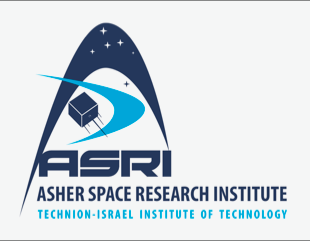 ASRI
ASHER SPACE RESEARCH INSTITUTE
TECHNION-ISRAEL INSTITUTE OF TECHNOLOGY